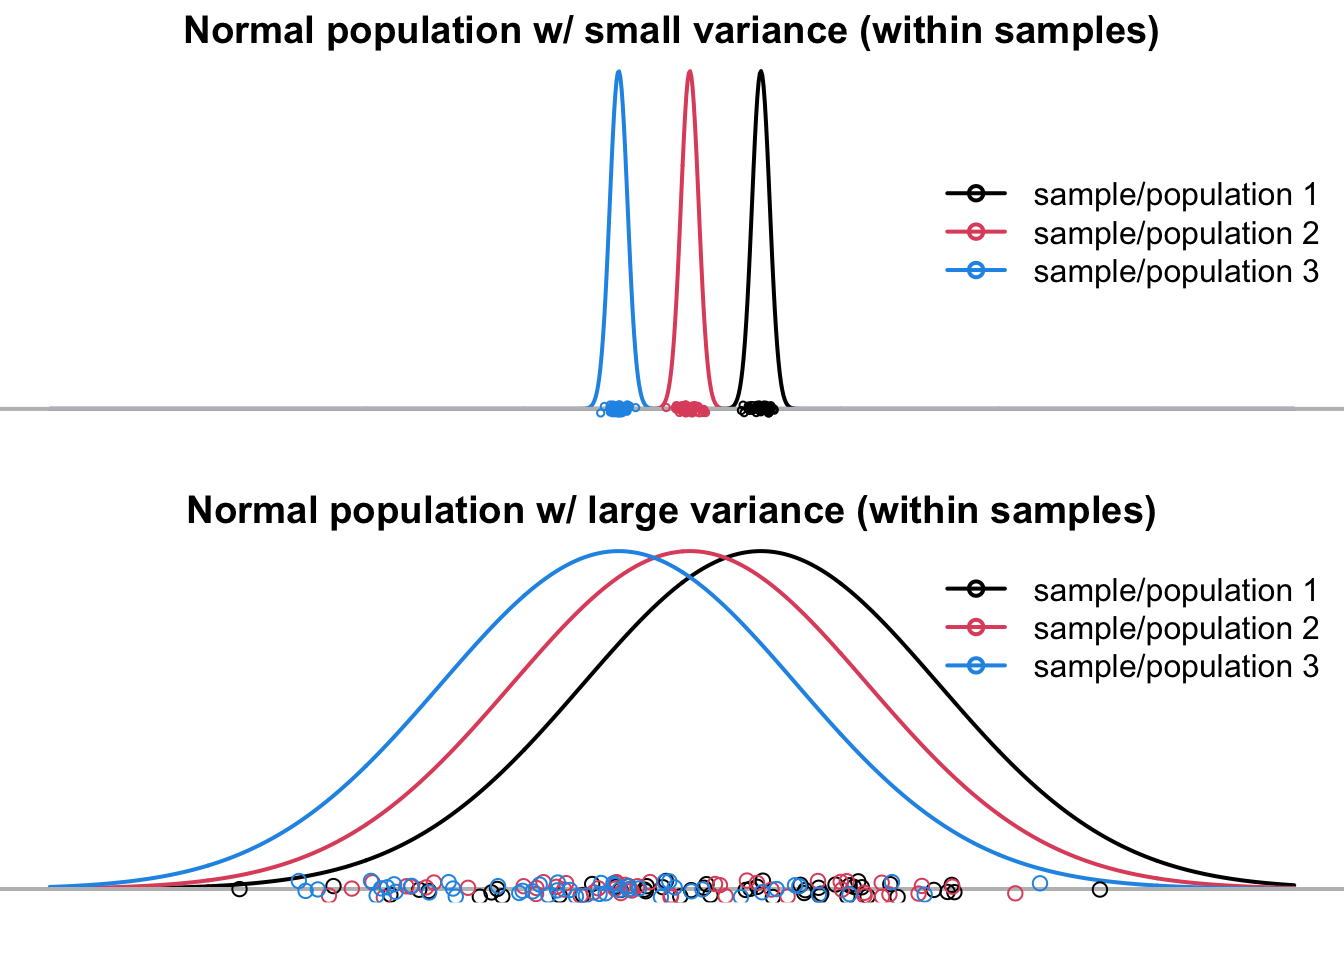 Normal population w/ small variance (within samples)
sample/population 1
sample/population 2
sample/population 3
Normal population w/ large variance (within samples)
sample/population 1
sample/population 2
sample/population 3